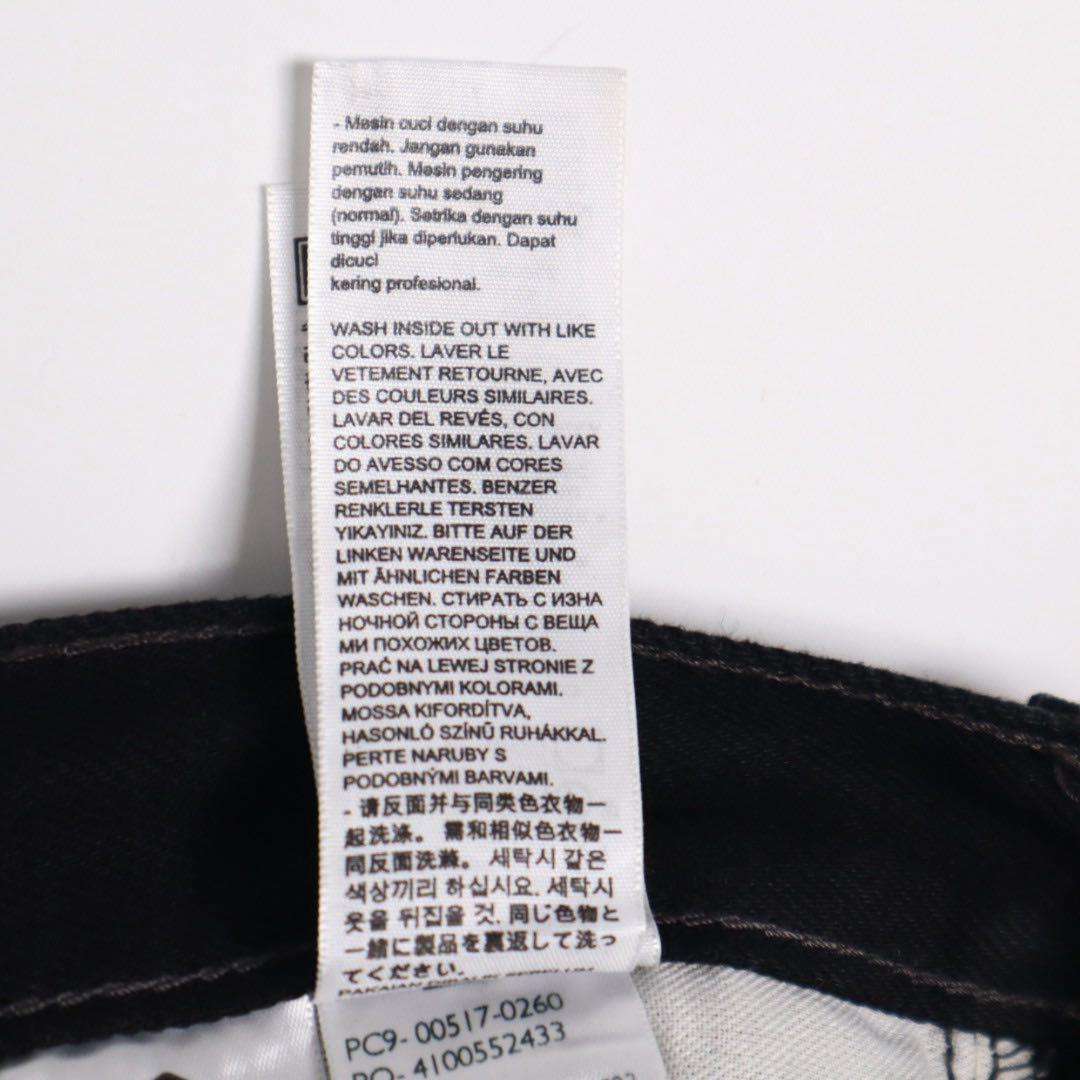 - Mesin cuci dengan suhu
rendah. Jangan gunakan
pemutih. Mesin pengering
dengan suhu sedang
(normal). Setrika dengan suhu
tinggi jika diperlukan. Dapat
dicuci
kering profesional.
WASH INSIDE OUT WITH LIKE
COLORS. LAVER LE
VETEMENT RETOURNE, AVEC
DES COULEURS SIMILAIRES.
LAVAR DEL REVÉS, CON
COLORES SIMILARES. LAVAR
DO AVESSO COM CORES
SEMELHANTES. BENZER
RENKLERLE TERSTEN
YIKAYINIZ. BITTE AUF DER
LINKEN WARENSEITE UND
MIT ÄHNLICHEN FARBEN
WASCHEN. СТИРАТЬ С ИЗНА
НОЧНОЙ СТОРОНЫ С ВЕЩА
МИ ПОХОЖИХ ЦВЕТОВ.
PRAĆ NA LEWEJ STRONIE Z
PODOBNYMI KOLORAMI.
MOSSA KIFORDÍTVA,
HASONLÓ SZÍNŰ RUHÁKKAL.
PERTE NARUBY S
PODOBNÝMI BARVAMI.
- 请反面并与同类色衣物一
起洗涤。 需和相似色衣物一
同反面洗滌。 세탁시 같은
색상끼리 하십시요. 세탁시
옷을 뒤집을 것. 同じ色物と
一緒に製品を裏返して洗っ
てください.
PC9- 00517-0260
PO- 4100552433